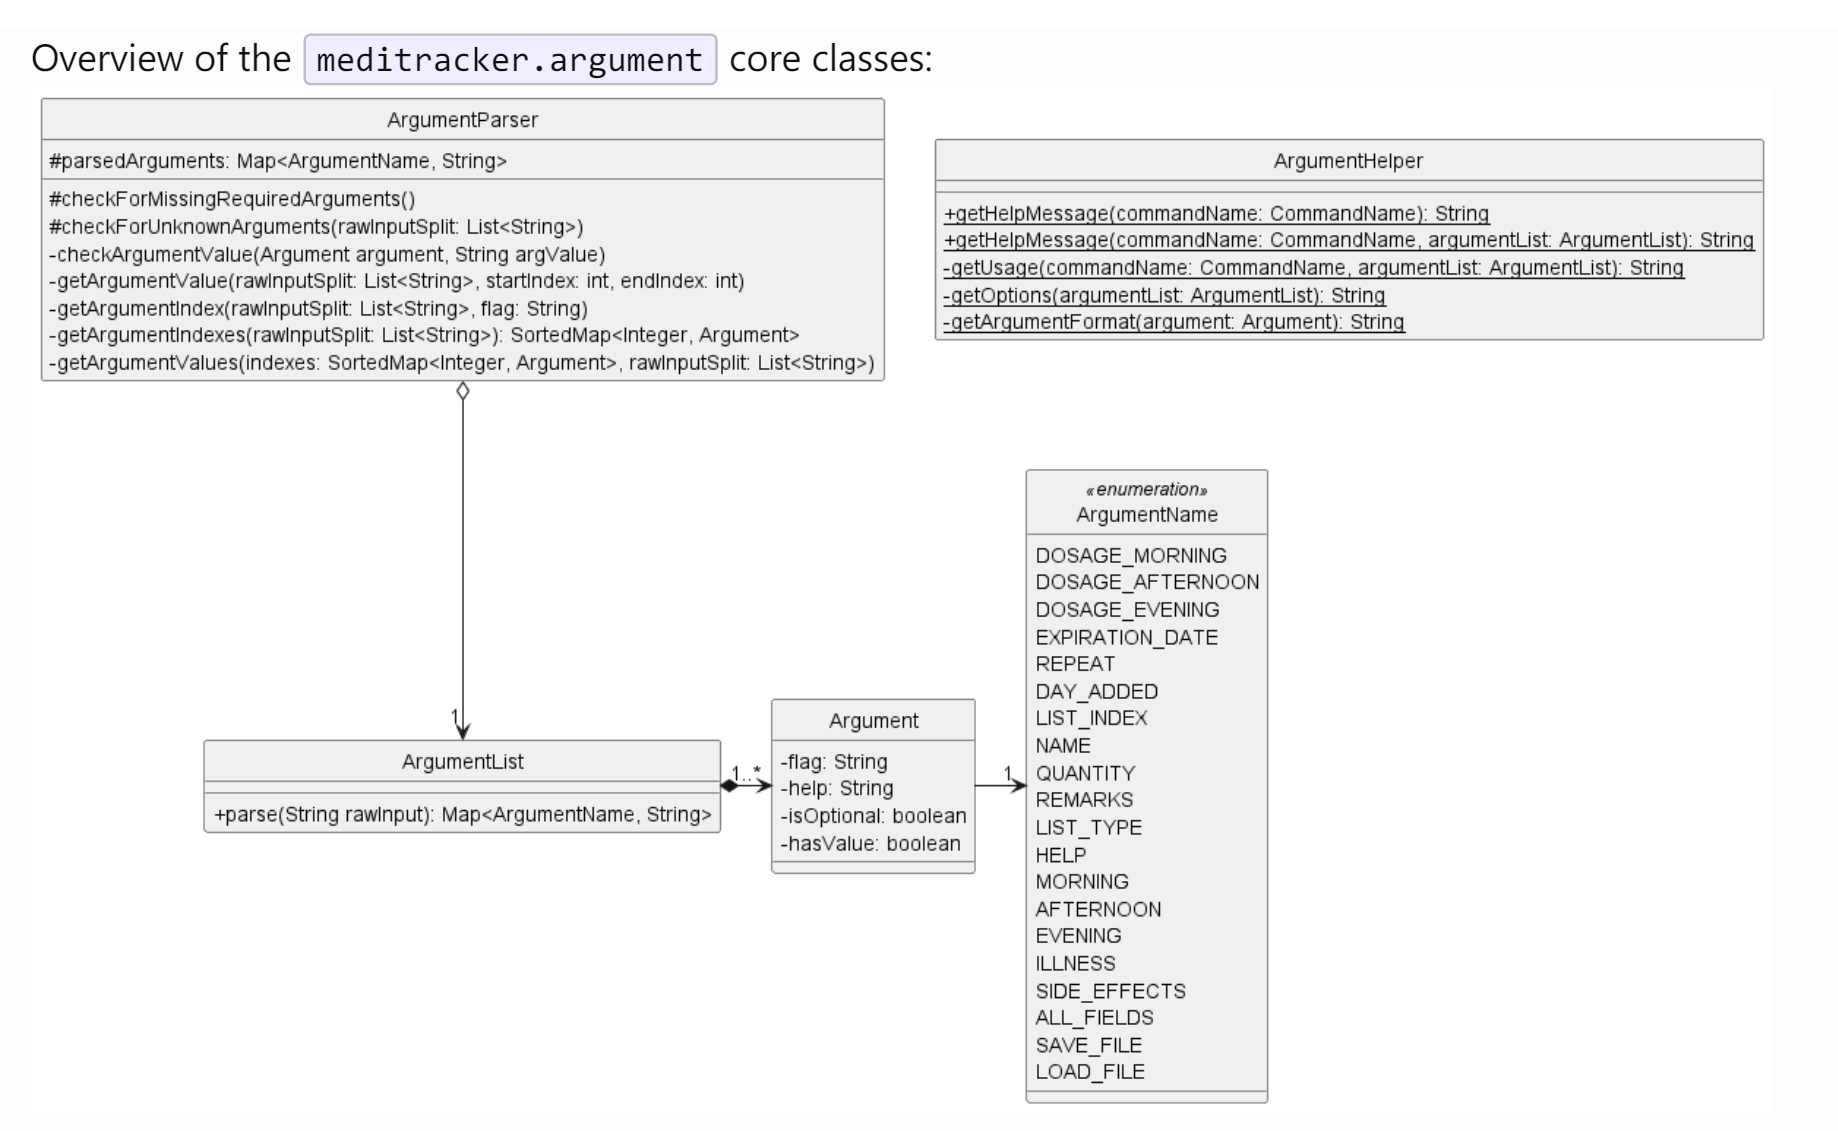 Overview of the meditracker.argument core classes:
ArgumentParser
#parsedArguments: Map<ArgumentName, String>
#checkForMissingRequiredArguments()
#checkForUnknownArguments(rawInputSplit: List<String>)
-checkArgumentValue(Argument argument, String argValue)
-getArgumentValue(rawInputSplit: List<String>, startIndex: int, endIndex: int)
-getArgumentIndex(rawInputSplit: List<String>, flag: String)
-getArgumentIndexes(rawInputSplit: List<String>): SortedMap<Integer, Argument>
-getArgumentValues(indexes: SortedMap<Integer, Argument>, rawInputSplit: List<String>)
ArgumentHelper
+getHelpMessage(commandName: CommandName): String
+getHelpMessage(commandName: CommandName, argumentList: ArgumentList): String
-getUsage(commandName: CommandName, argumentList: ArgumentList): String
-getOptions(argumentList: ArgumentList): String
-getArgumentFormat(argument: Argument): String
1
ArgumentList
+parse(String rawInput): Map<ArgumentName, String>
1..*
Argument
-flag: String
-help: String
-isOptional: boolean
-hasValue: boolean
1
«enumeration»
ArgumentName
DOSAGE_MORNING
DOSAGE_AFTERNOON
DOSAGE_EVENING
EXPIRATION_DATE
REPEAT
DAY_ADDED
LIST_INDEX
NAME
QUANTITY
REMARKS
LIST_TYPE
HELP
MORNING
AFTERNOON
EVENING
ILLNESS
SIDE_EFFECTS
ALL_FIELDS
SAVE_FILE
LOAD_FILE